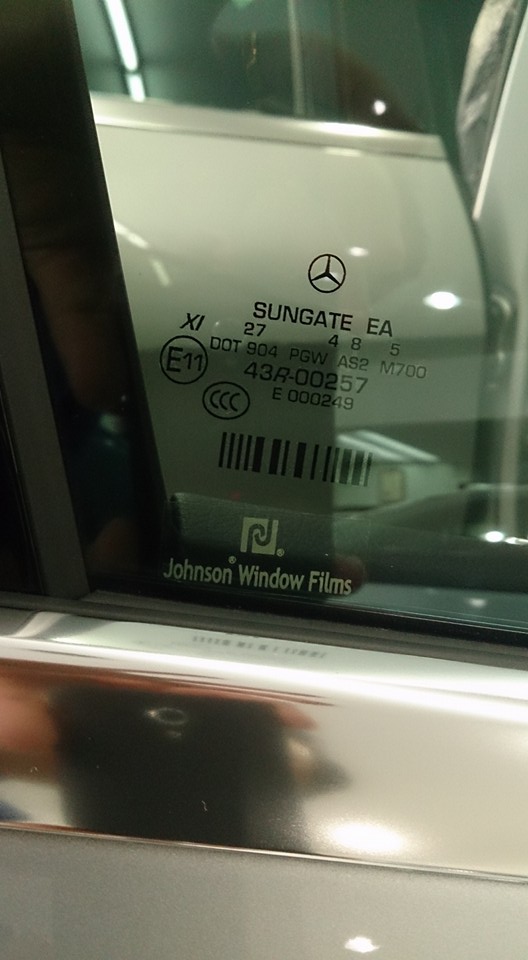 SUNGATE EA
XI 27 4 8 5
DOT 904 PGW AS2 M700
E11 43R-00257
CCC E 000249
Johnson® Window Films